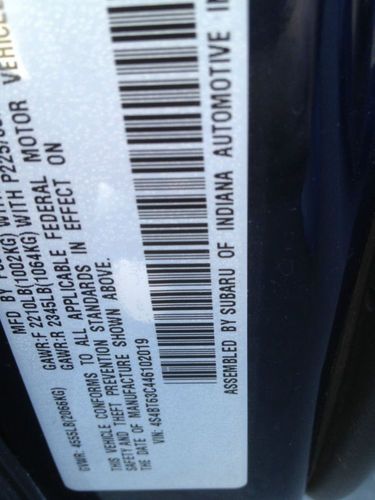 MFD BY
GVWR: 4555LB(2066KG)
GAWR:F 2210LB(1002KG) WITH P225/
GAWR:R 2345LB(1064KG) WITH
THIS VEHICLE CONFORMS TO ALL APPLICABLE FEDERAL MOTOR VEHICLE
SAFETY AND THEFT PREVENTION STANDARDS IN EFFECT ON
THE DATE OF MANUFACTURE SHOWN ABOVE.
VIN: 4S4BT63C446102019
ASSEMBLED BY SUBARU OF INDIANA AUTOMOTIVE